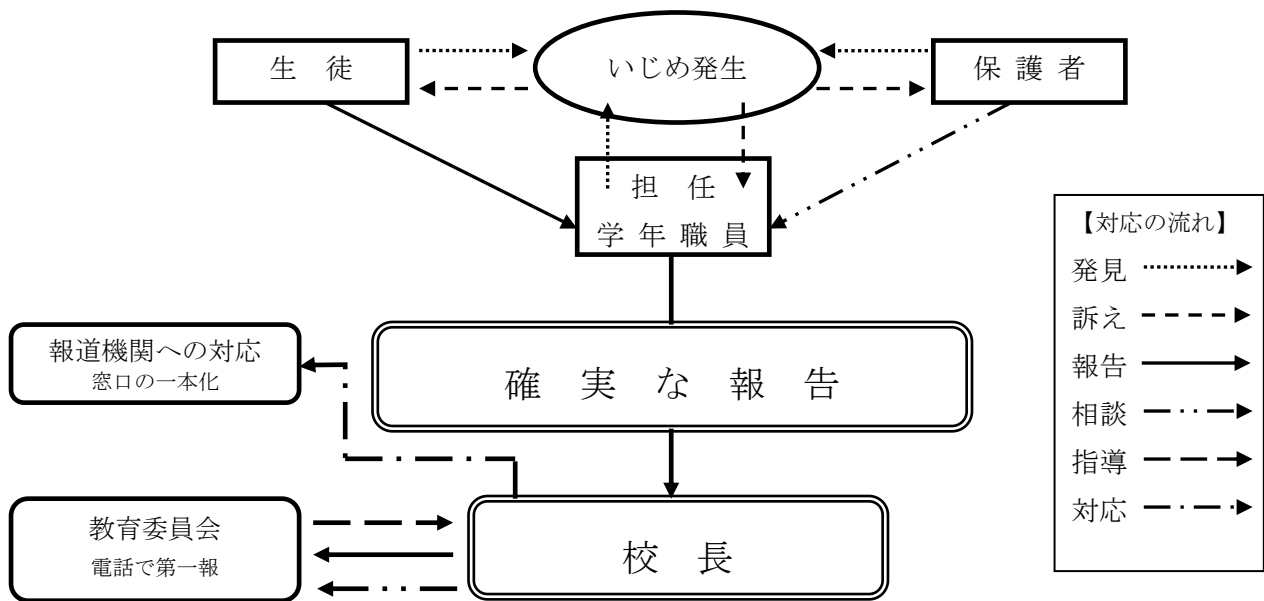 生 徒
いじめ発生
保 護 者
担 任
学 年 職 員
【対応の流れ】
発見
訴え
報告
相談
指導
対応
報道機関への対応
窓口の一本化
確 実 な 報 告
教育委員会
電話で第一報
校 長